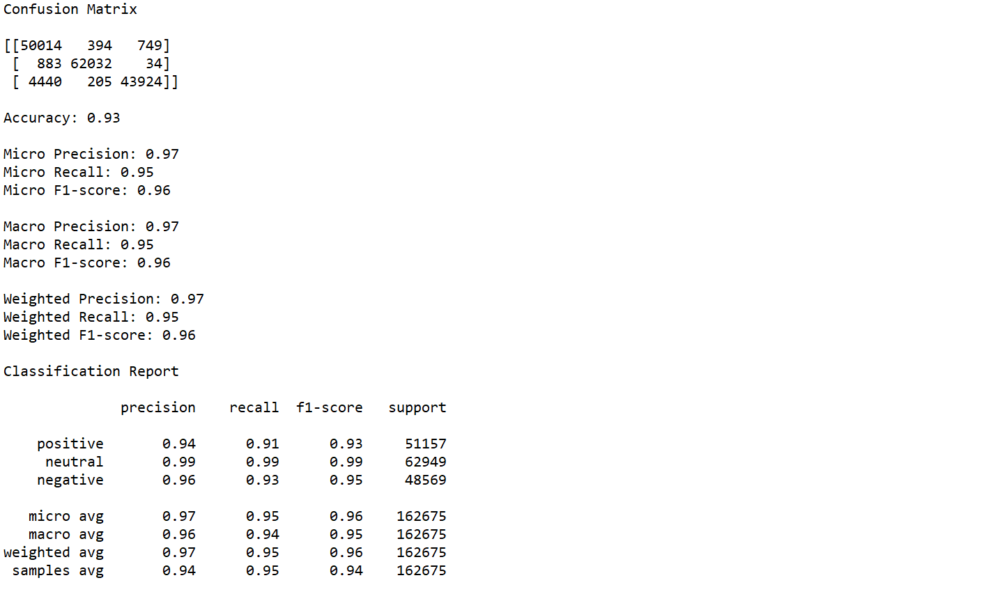 Confusion Matrix
[[50014   394   749]
 [  883 62032    34]
 [ 4440   205 43924]]
Accuracy: 0.93
Micro Precision: 0.97
Micro Recall: 0.95
Micro F1-score: 0.96
Macro Precision: 0.97
Macro Recall: 0.95
Macro F1-score: 0.96
Weighted Precision: 0.97
Weighted Recall: 0.95
Weighted F1-score: 0.96
Classification Report
              precision    recall  f1-score   support
    positive       0.94      0.91      0.93     51157
     neutral       0.99      0.99      0.99     62949
    negative       0.96      0.93      0.95     48569
   micro avg       0.97      0.95      0.96    162675
   macro avg       0.96      0.94      0.95    162675
weighted avg       0.97      0.95      0.96    162675
 samples avg       0.94      0.95      0.94    162675